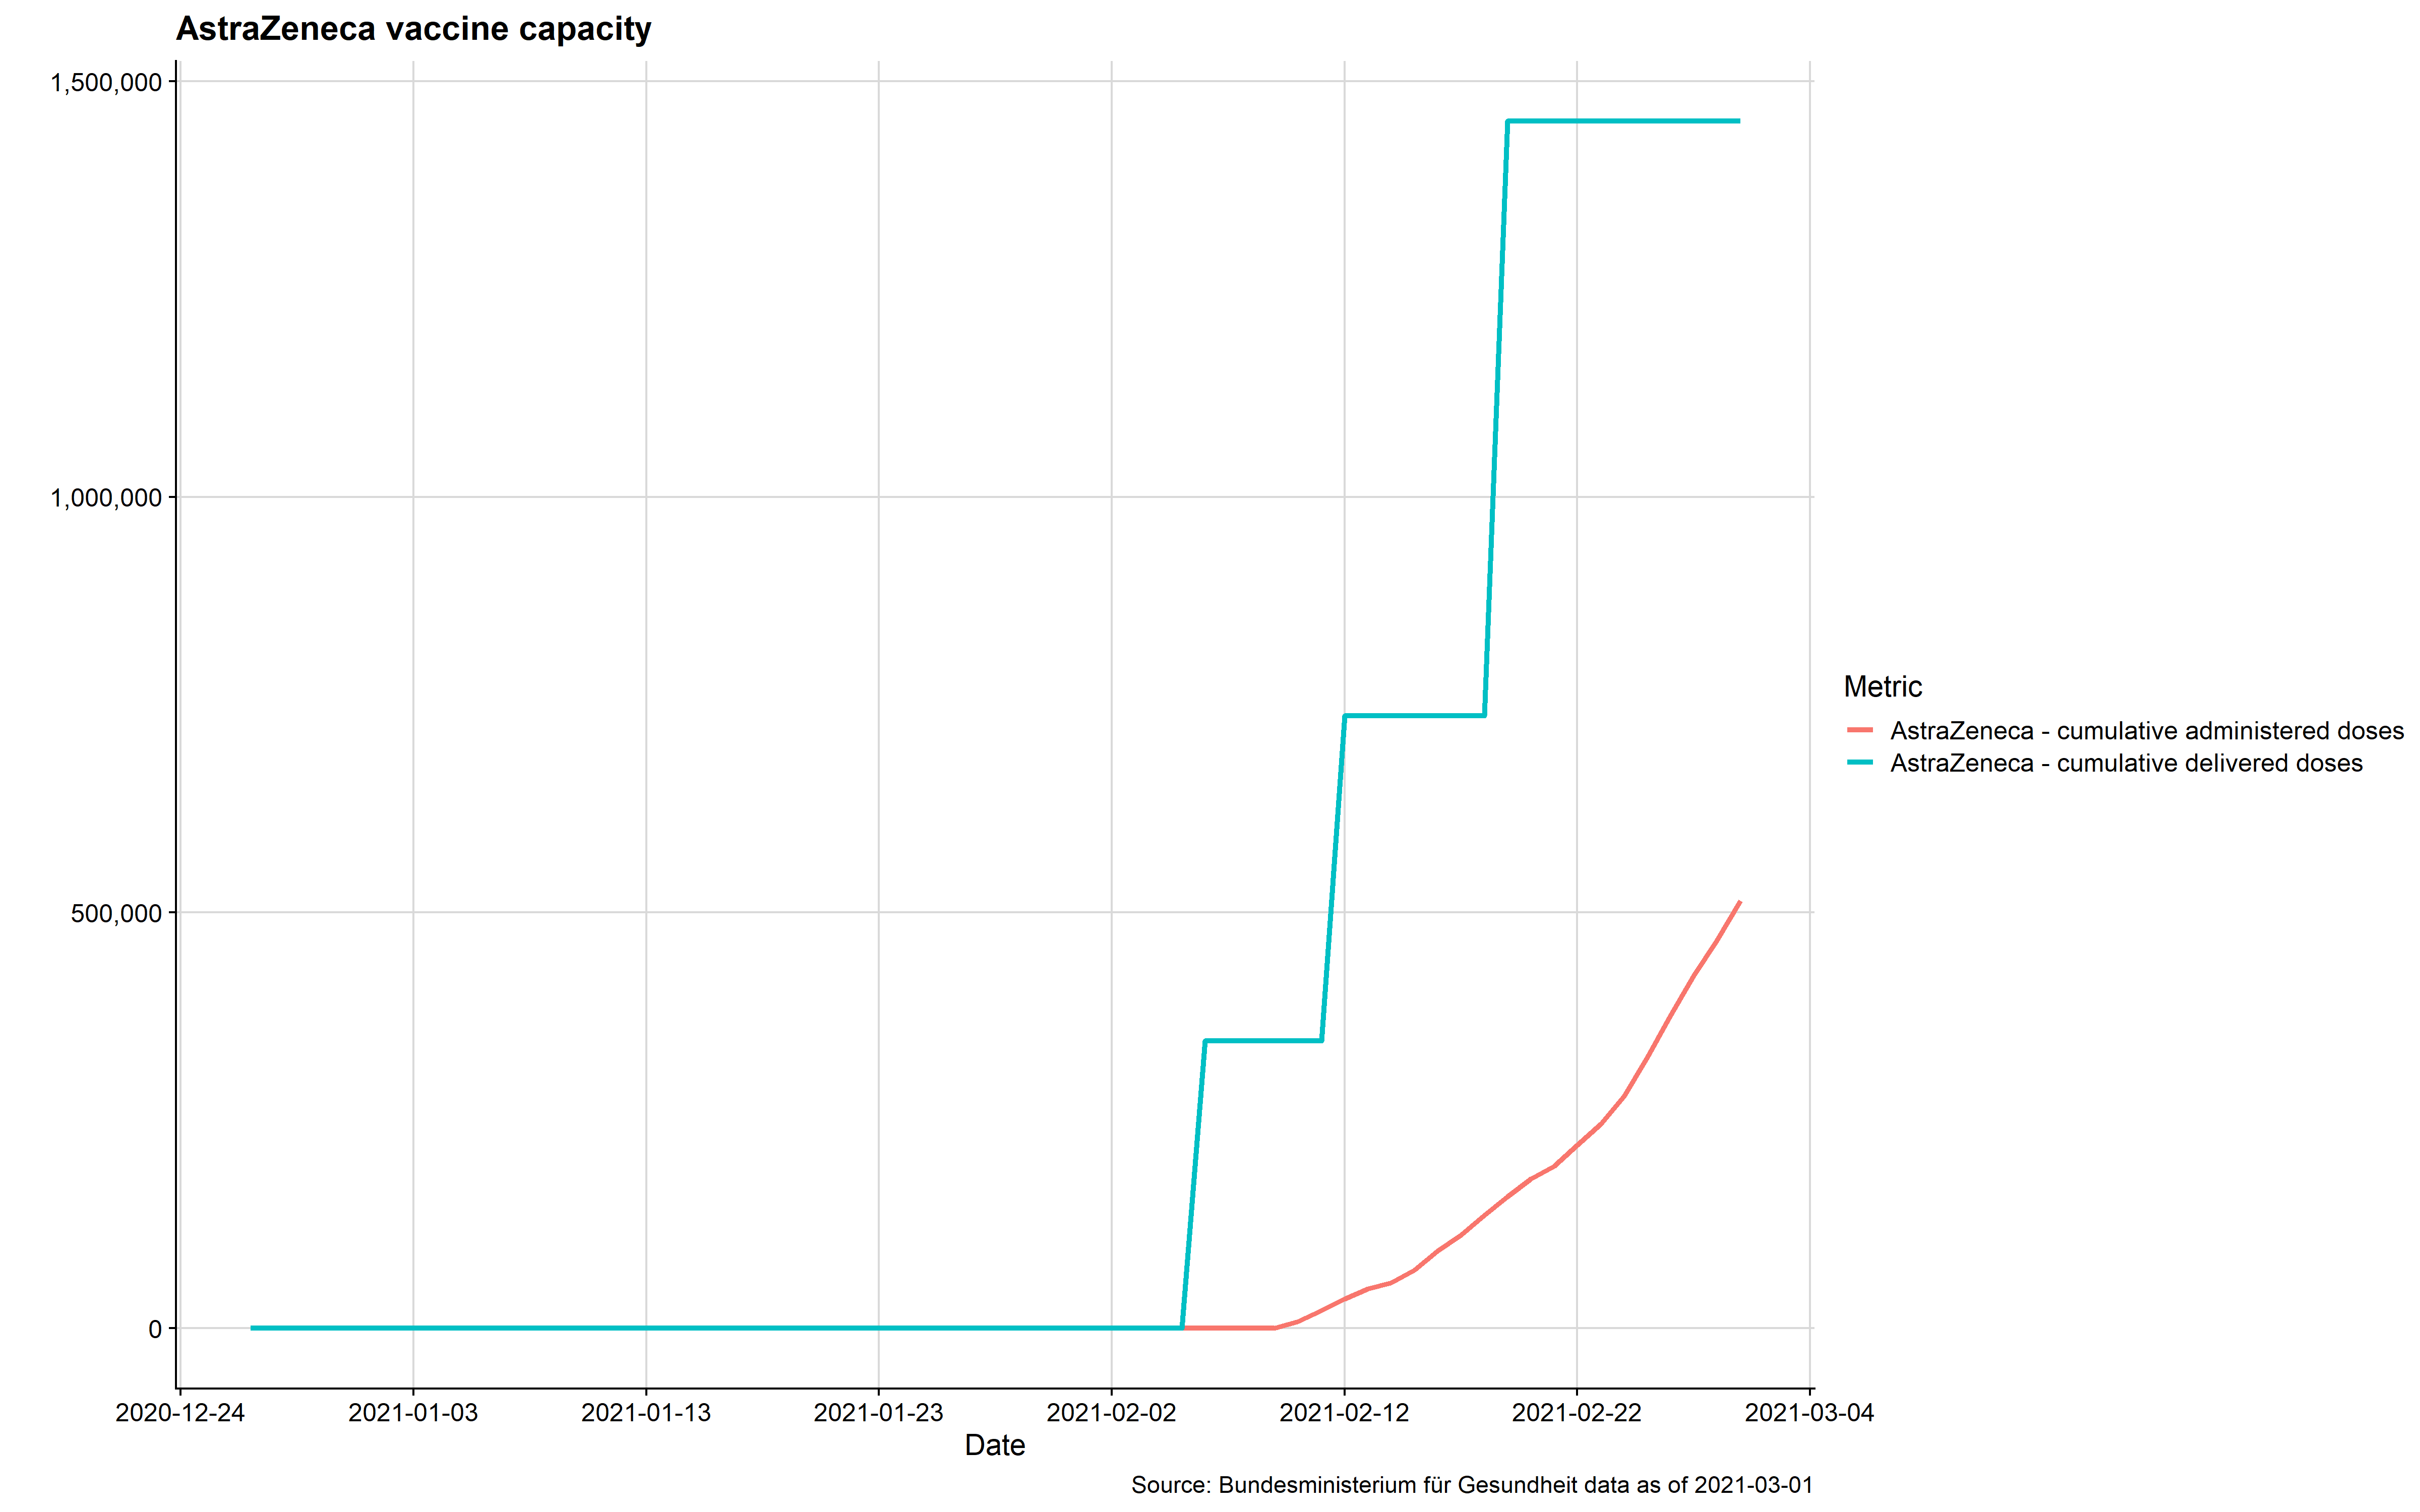 AstraZeneca vaccine capacity
1,500,000
1,000,000
500,000
0
2020-12-24
2021-01-03
2021-01-13
2021-01-23
2021-02-02
2021-02-12
2021-02-22
2021-03-04
Date
Metric
AstraZeneca - cumulative administered doses
AstraZeneca - cumulative delivered doses
Source: Bundesministerium für Gesundheit data as of 2021-03-01